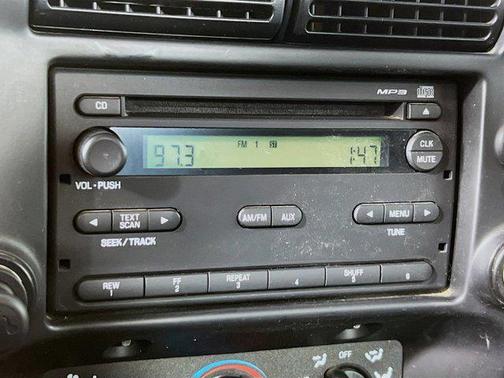 MP3
CD
CLK
97.3 FM 1 ST 1:47
MUTE
VOL • PUSH
TEXT
SCAN
AM/FM AUX
MENU
SEEK/TRACK
TUNE
REW
1
FF
2
REPEAT
3
4
SHUFF
5
6
OFF